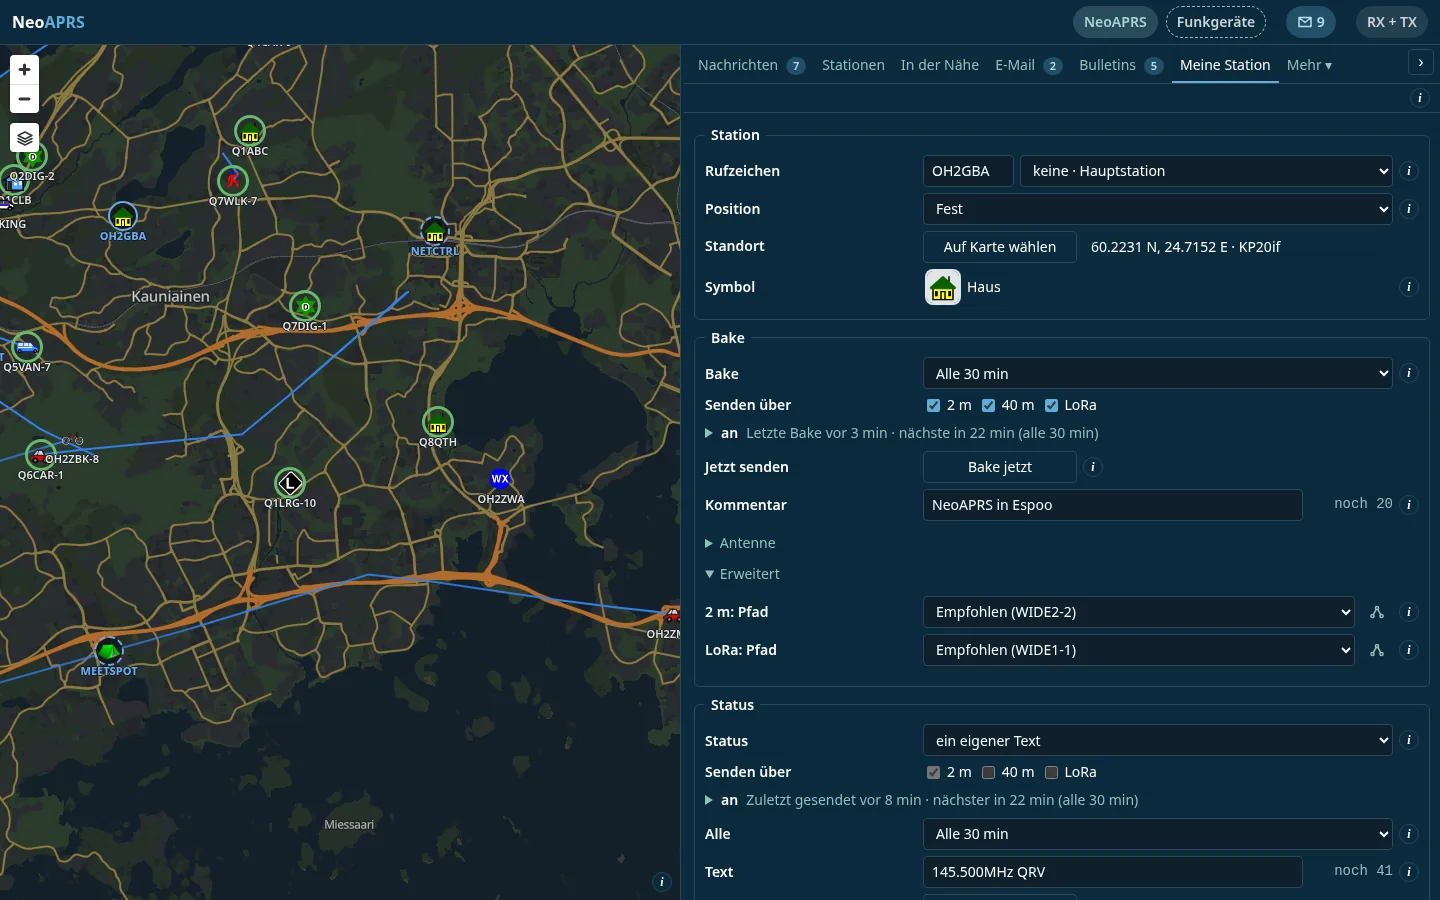 NeoAPRS
NeoAPRS
Funkgeräte
9
RX + TX
Nachrichten 7
Stationen
In der Nähe
E-Mail 2
Bulletins 5
Meine Station
Mehr ▾
+
−
Q1ABC
Q2DIG-2
Q7WLK-7
Q1CLB
KING
OH2GBA
NETCTRL
Kauniainen
Q7DIG-1
Q5VAN-7
Q8QTH
OH2ZBK-8
Q6CAR-1
L
Q1LRG-10
WX
OH2ZWA
MEETSPOT
Miessaari
Station
Rufzeichen OH2GBA keine · Hauptstation
Position Fest
Standort Auf Karte wählen 60.2231 N, 24.7152 E · KP20if
Symbol Haus
Bake
Bake Alle 30 min
Senden über 2 m 40 m LoRa
an Letzte Bake vor 3 min · nächste in 22 min (alle 30 min)
Jetzt senden Bake jetzt
Kommentar NeoAPRS in Espoo noch 20
Antenne
Erweitert
2 m: Pfad Empfohlen (WIDE2-2)
LoRa: Pfad Empfohlen (WIDE1-1)
Status
Status ein eigener Text
Senden über 2 m 40 m LoRa
an Zuletzt gesendet vor 8 min · nächster in 22 min (alle 30 min)
Alle Alle 30 min
Text 145.500MHz QRV noch 41